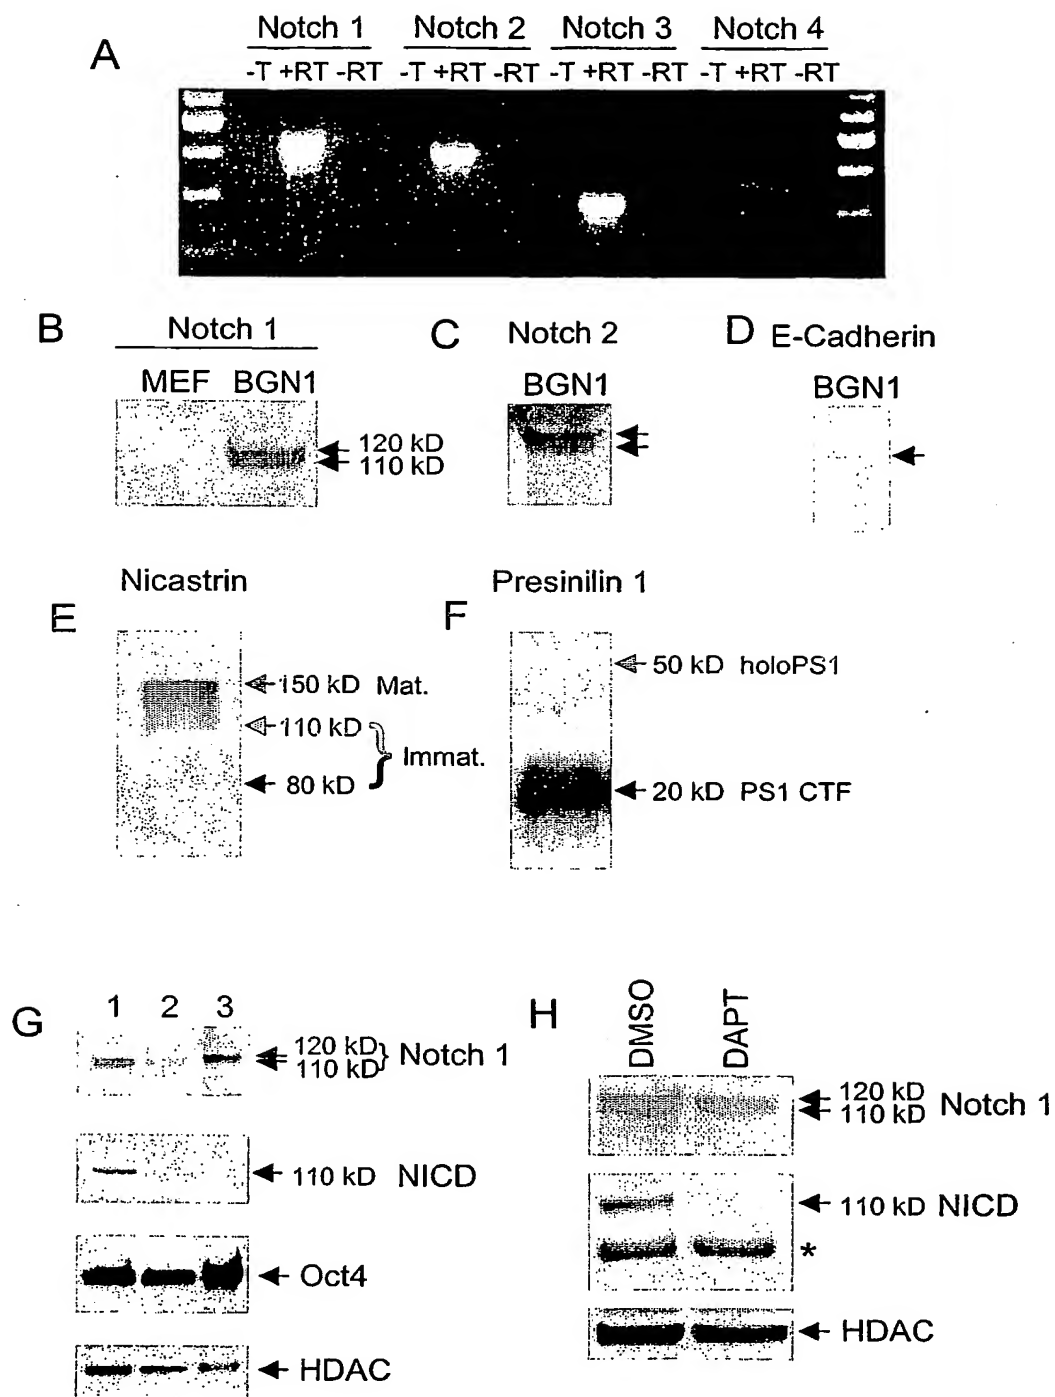 A
Notch 1 Notch 2 Notch 3 Notch 4
-T +RT -RT -T +RT -RT -T +RT -RT -T +RT -RT
B
Notch 1
MEF BGN1
120 kD
110 kD
C
Notch 2
BGN1
D
E-Cadherin
BGN1
E
Nicastrin
150 kD Mat.
110 kD
Immat.
80 kD
F
Presinilin 1
50 kD holoPS1
20 kD PS1 CTF
G
1 2 3
120 kD
110 kD
Notch 1
110 kD NICD
Oct4
HDAC
H
DMSO DAPT
120 kD
110 kD
Notch 1
110 kD NICD
*
HDAC